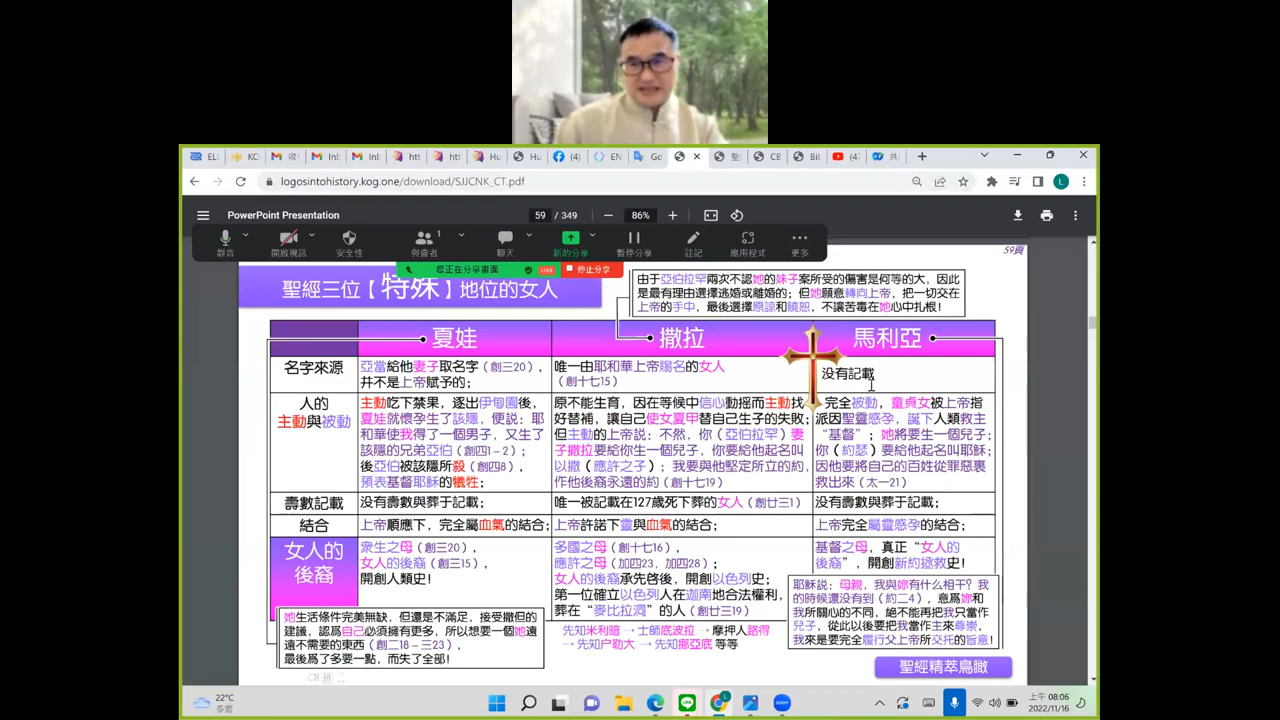 EL
KC
收
Inl
Inl
htt
htt
Hu
Hu
(4)
EN
Go
聖
CB
Bil
(47
共
logosintohistory.kog.one/download/SJJCNK_CT.pdf
L
PowerPoint Presentation
59 / 349
86%
靜音
開啟視訊
安全性
1
與會者
聊天
新的分享
暫停分享
註記
應用程式
更多
您正在分享畫面
LIVE
停止分享
59頁
聖經三位【特殊】地位的女人
由于亞伯拉罕兩次不認她的妹子案所受的傷害是何等的大，因此
是最有理由選擇逃婚或離婚的；但她願意轉向上帝，把一切交在
上帝的手中，最後選擇原諒和饒恕，不讓苦毒在她心中扎根！
夏娃
撒拉
馬利亞
名字來源
亞當給他妻子取名字（創三20），
并不是上帝賦予的；
唯一由耶和華上帝賜名的女人
（創十七15）
没有記載
人的
主動與被動
主動吃下禁果，逐出伊甸園後，
夏娃就懷孕生了該隱，便説：耶
和華使我得了一個男子，又生了
該隱的兄弟亞伯（創四1－2）；
後亞伯被該隱所殺（創四8），
預表基督耶穌的犧牲；
原不能生育，因在等候中信心動摇而主動找
好替補，讓自己使女夏甲替自己生子的失敗；
但主動的上帝説：不然，你（亞伯拉罕）妻
子撒拉要給你生一個兒子，你要給他起名叫
以撒（應許之子）；我要與他堅定所立的約，
作他後裔永遠的約（創十七19）
完全被動，童貞女被上帝指
派因聖靈感孕，誕下人類救主
“基督”；她將要生一個兒子；
你（約瑟）要給他起名叫耶穌；
因他要將自己的百姓從罪惡裏
救出來（太一21）
壽數記載
没有壽數與葬于記載；
唯一被記載在127歲死下葬的女人（創廿三1）
没有壽數與葬于記載；
結合
上帝順應下，完全屬血氣的結合；
上帝許諾下靈與血氣的結合；
上帝完全屬靈感孕的結合；
女人的
後裔
衆生之母（創三20），
女人的後裔（創三15），
開創人類史！
多國之母（創十七16），
應許之母（加四23，加四28）；
女人的後裔承先啓後，開創以色列史；
第一位確立以色列人在迦南地合法權利，
葬在“麥比拉洞”的人（創廿三19）
基督之母，真正“女人的
後裔”，開創新約拯救史！
她生活條件完美無缺，但還是不滿足，接受撒但的
建議，認爲自己必須擁有更多，所以想要一個她遠
遠不需要的東西（創二18－三23），
最後爲了多要一點，而失了全部！
先知米利暗→士師底波拉→摩押人路得
→先知户勒大→先知挪亞底等等
耶穌説：母親，我與妳有什么相干？我
的時候還没有到（約二4），意爲妳和
我所關心的不同，絶不能再把我只當作
兒子，從此以後要把我當作主來尊崇，
我來是要完全履行父上帝所交托的旨意！
聖經精萃鳥瞰
22°C
多雲
上午 08:06
2022/11/16